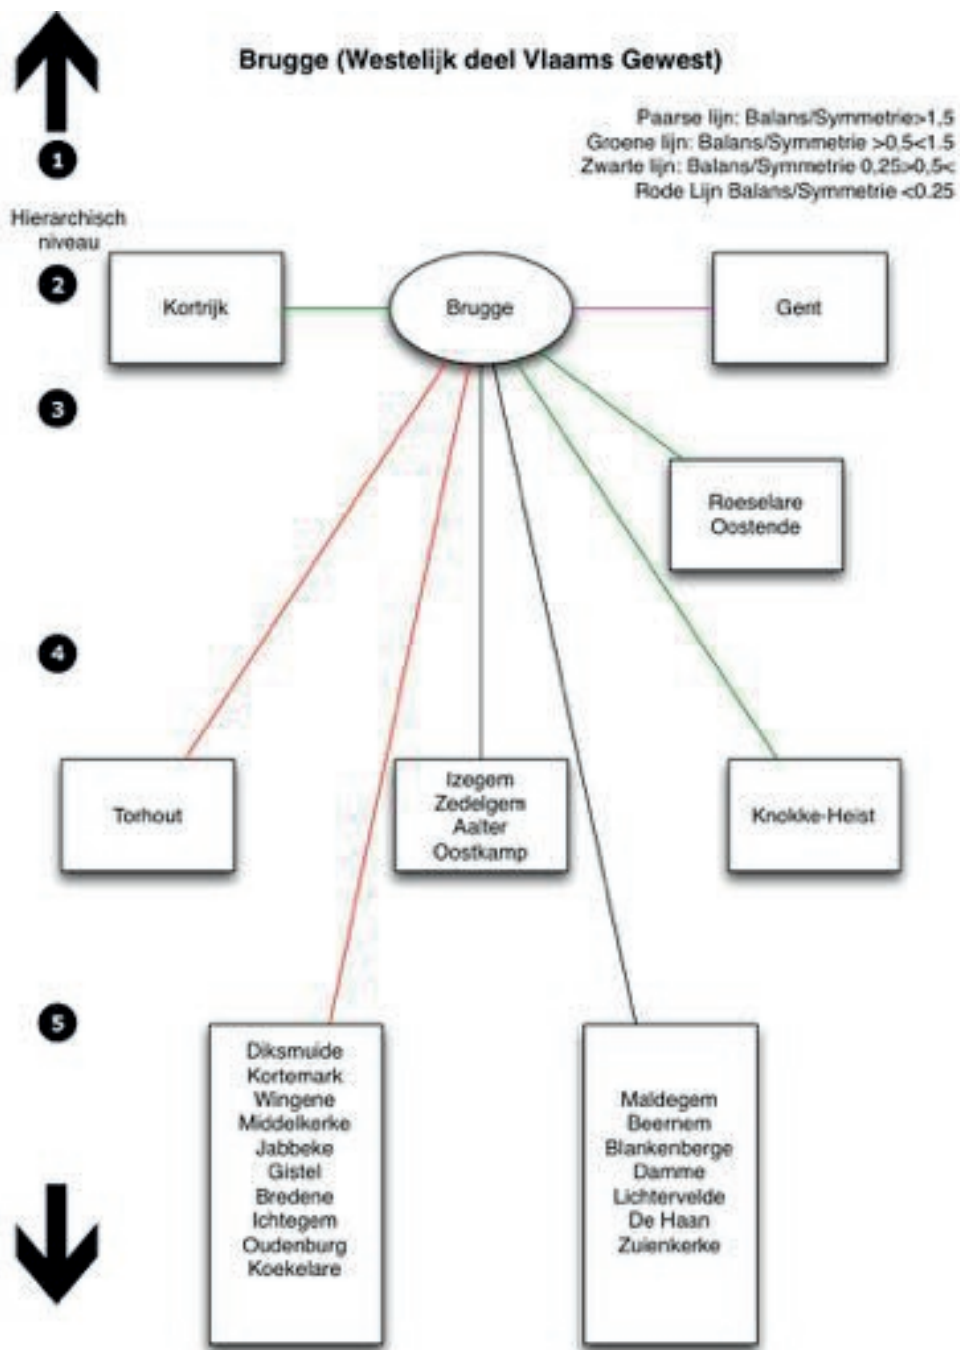 Brugge (Westelijk deel Vlaams Gewest)
Paarse lijn: Balans/Symmetrie>1,5
Groene lijn: Balans/Symmetrie >0,5<1.5
Zwarte lijn: Balans/Symmetrie 0,25>0,5<
Rode Lijn Balans/Symmetrie <0.25
1
Hierarchisch
niveau
2
Kortrijk
Brugge
Gent
3
Roeselare
Oostende
4
Torhout
Izegem
Zedelgem
Aalter
Oostkamp
Knokke-Heist
5
Diksmuide
Kortemark
Wingene
Middelkerke
Jabbeke
Gistel
Bredene
Ichtegem
Oudenburg
Koekelare
Maldegem
Beernem
Blankenberge
Damme
Lichtervelde
De Haan
Zuienkerke